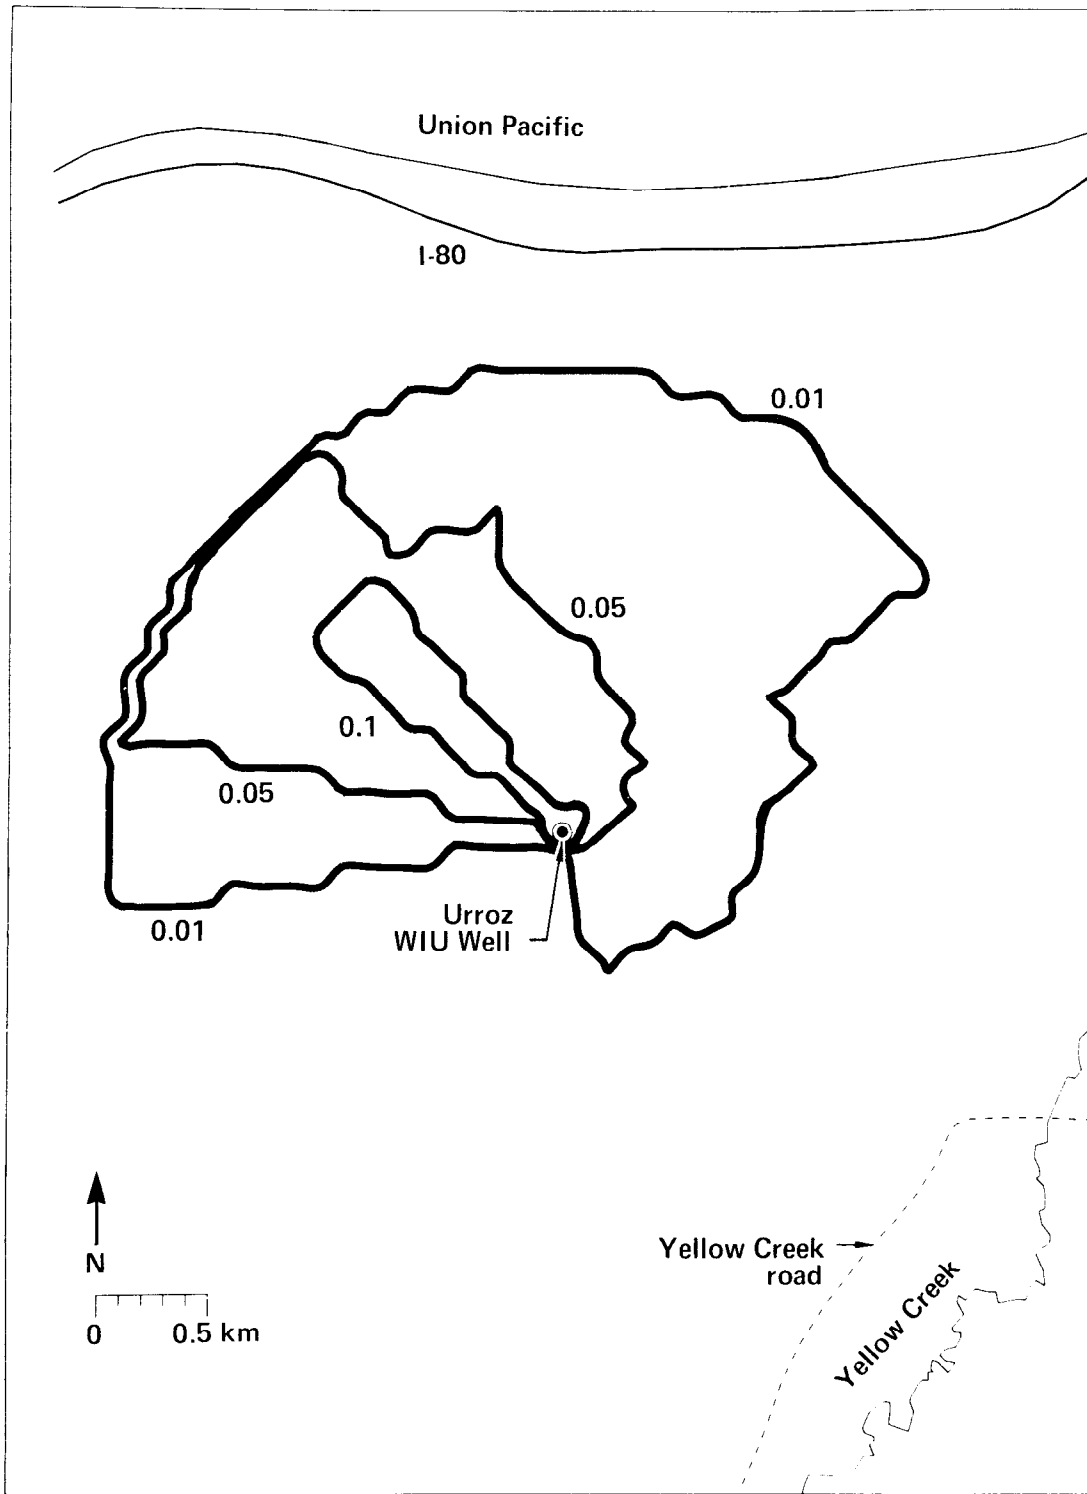 Union Pacific
I-80
0.01
0.05
0.1
0.05
0.01
Urroz
WIU Well
N
0 0.5 km
Yellow Creek
road
Yellow Creek